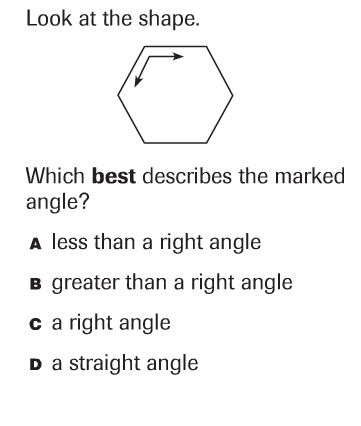 Look at the shape.
Which best describes the marked
angle?
A less than a right angle
B greater than a right angle
C a right angle
D a straight angle